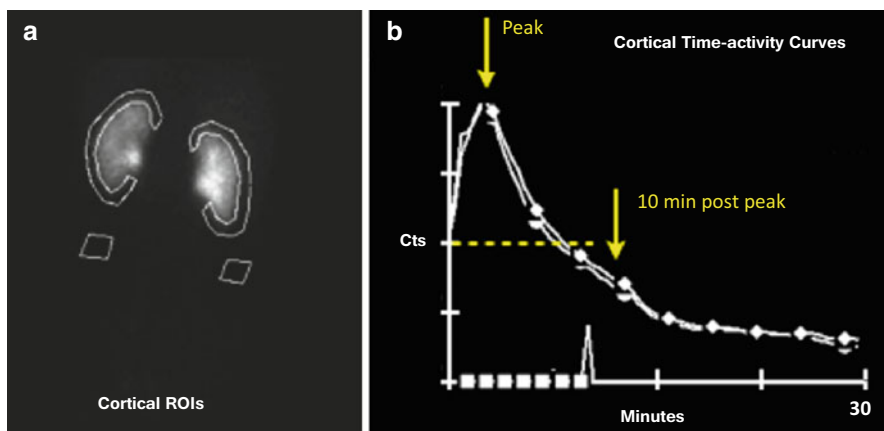 a
Cortical ROIs
b
Peak
Cortical Time-activity Curves
10 min post peak
Cts
Minutes
30